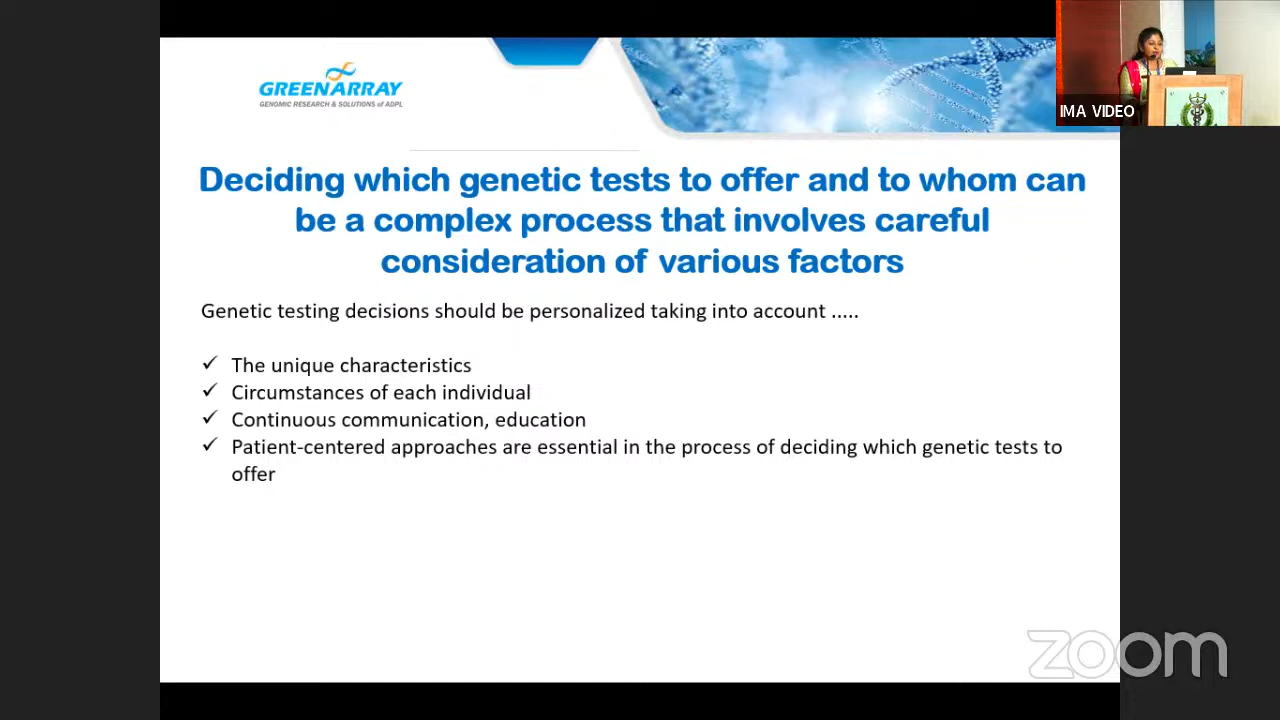 GREENARRAY
GENOMIC RESEARCH & SOLUTIONS of ADPL
IMA VIDEO
Deciding which genetic tests to offer and to whom can
be a complex process that involves careful
consideration of various factors
Genetic testing decisions should be personalized taking into account .....
The unique characteristics
Circumstances of each individual
Continuous communication, education
Patient-centered approaches are essential in the process of deciding which genetic tests to
offer
zoom